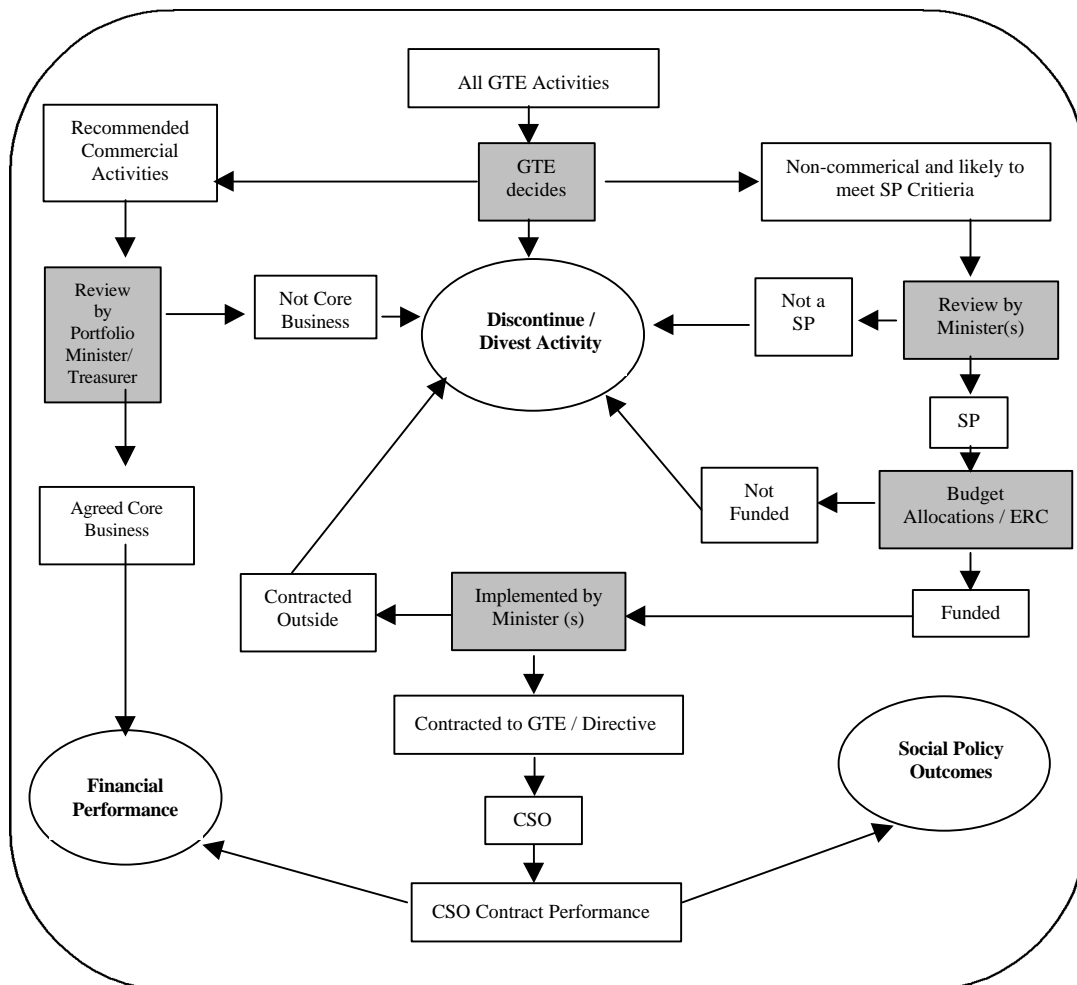 All GTE Activities
Recommended
Commercial
Activities
GTE
decides
Non-commerical and likely to
meet SP Critieria
Review
by
Portfolio
Minister/
Treasurer
Not Core
Business
Discontinue /
Divest Activity
Not a
SP
Review by
Minister(s)
SP
Agreed Core
Business
Not
Funded
Budget
Allocations / ERC
Contracted
Outside
Implemented by
Minister (s)
Funded
Contracted to GTE / Directive
Social Policy
Outcomes
Financial
Performance
CSO
CSO Contract Performance